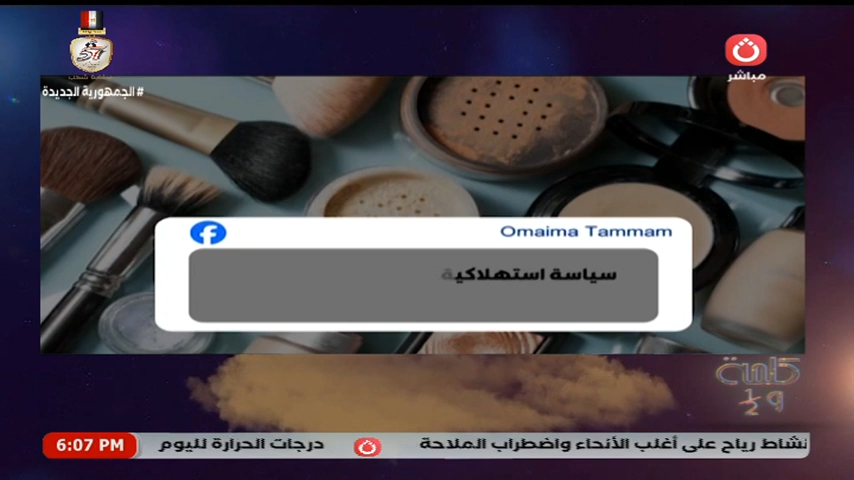 مباشر
#الجمهورية الجديدة
Omaima Tammam
سياسة استهلاكية
كلمة
و ½
نشاط رياح على أغلب الأنحاء واضطراب الملاحة
درجات الحرارة لليوم
6:07 PM